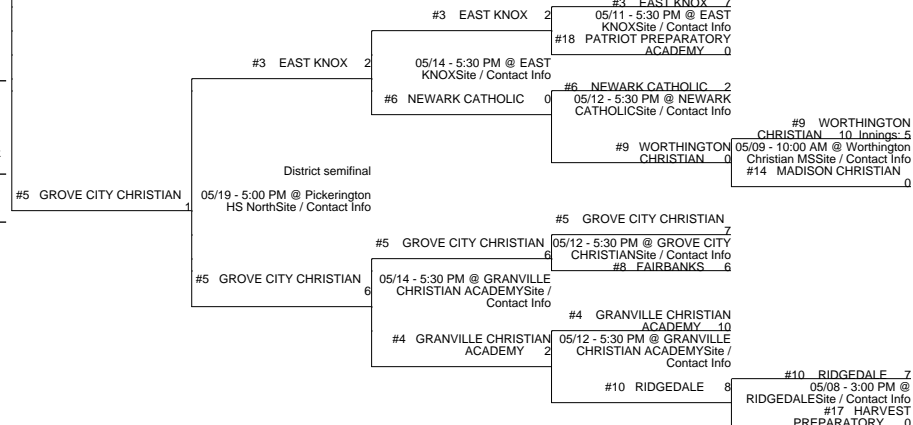 #3 EAST KNOX 7
05/11 - 5:30 PM @ EAST
KNOXSite / Contact Info
#18 PATRIOT PREPARATORY
ACADEMY 0
#3 EAST KNOX 2
05/14 - 5:30 PM @ EAST
KNOXSite / Contact Info
#3 EAST KNOX 2
#6 NEWARK CATHOLIC 0
#6 NEWARK CATHOLIC 2
05/12 - 5:30 PM @ NEWARK
CATHOLICSite / Contact Info
#9 WORTHINGTON
CHRISTIAN 0
#9 WORTHINGTON
CHRISTIAN 10 Innings: 5
05/09 - 10:00 AM @ Worthington
Christian MSSite / Contact Info
#14 MADISON CHRISTIAN
0
District semifinal
05/19 - 5:00 PM @ Pickerington
HS NorthSite / Contact Info
#5 GROVE CITY CHRISTIAN
1
#5 GROVE CITY CHRISTIAN
7
05/12 - 5:30 PM @ GROVE CITY
CHRISTIANSite / Contact Info
#8 FAIRBANKS 6
#5 GROVE CITY CHRISTIAN
6
05/14 - 5:30 PM @ GRANVILLE
CHRISTIAN ACADEMYSite /
Contact Info
#5 GROVE CITY CHRISTIAN
6
#4 GRANVILLE CHRISTIAN
ACADEMY 2
#4 GRANVILLE CHRISTIAN
ACADEMY 10
05/12 - 5:30 PM @ GRANVILLE
CHRISTIAN ACADEMYSite /
Contact Info
#10 RIDGEDALE 8
#10 RIDGEDALE 7
05/08 - 3:00 PM @
RIDGEDALESite / Contact Info
#17 HARVEST
PREPARATORY 0